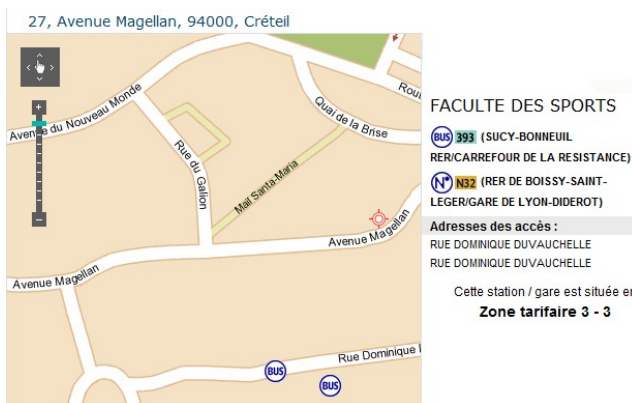 27, Avenue Magellan, 94000, Créteil
Avenue du Nouveau Monde
Rue du Galion
Quai de la Brise
Mail Santa-Maria
Avenue Magellan
Avenue Magellan
Rue Dominique
BUS
BUS
FACULTE DES SPORTS
BUS 393 (SUCY-BONNEUIL
RER/CARREFOUR DE LA RESISTANCE)
N N32 (RER DE BOISSY-SAINT-
LEGER/GARE DE LYON-DIDEROT)
Adresses des accès :
RUE DOMINIQUE DUVAUCHELLE
RUE DOMINIQUE DUVAUCHELLE
Cette station / gare est située
Zone tarifaire 3 - 3